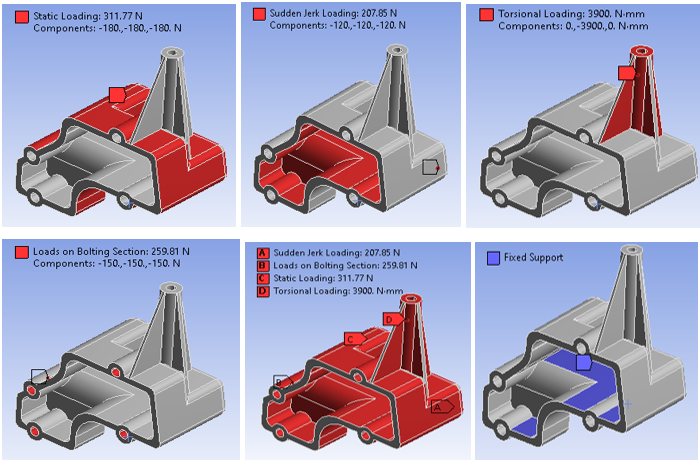 Static Loading: 311.77 N
Components: -180.,-180.,-180. N
Sudden Jerk Loading: 207.85 N
Components: -120.,-120.,-120. N
Torsional Loading: 3900. N·mm
Components: 0.,-3900.,0. N·mm
Loads on Bolting Section: 259.81 N
Components: -150.,-150.,-150. N
A Sudden Jerk Loading: 207.85 N
B Loads on Bolting Section: 259.81 N
C Static Loading: 311.77 N
D Torsional Loading: 3900. N·mm
D
C
B
A
Fixed Support